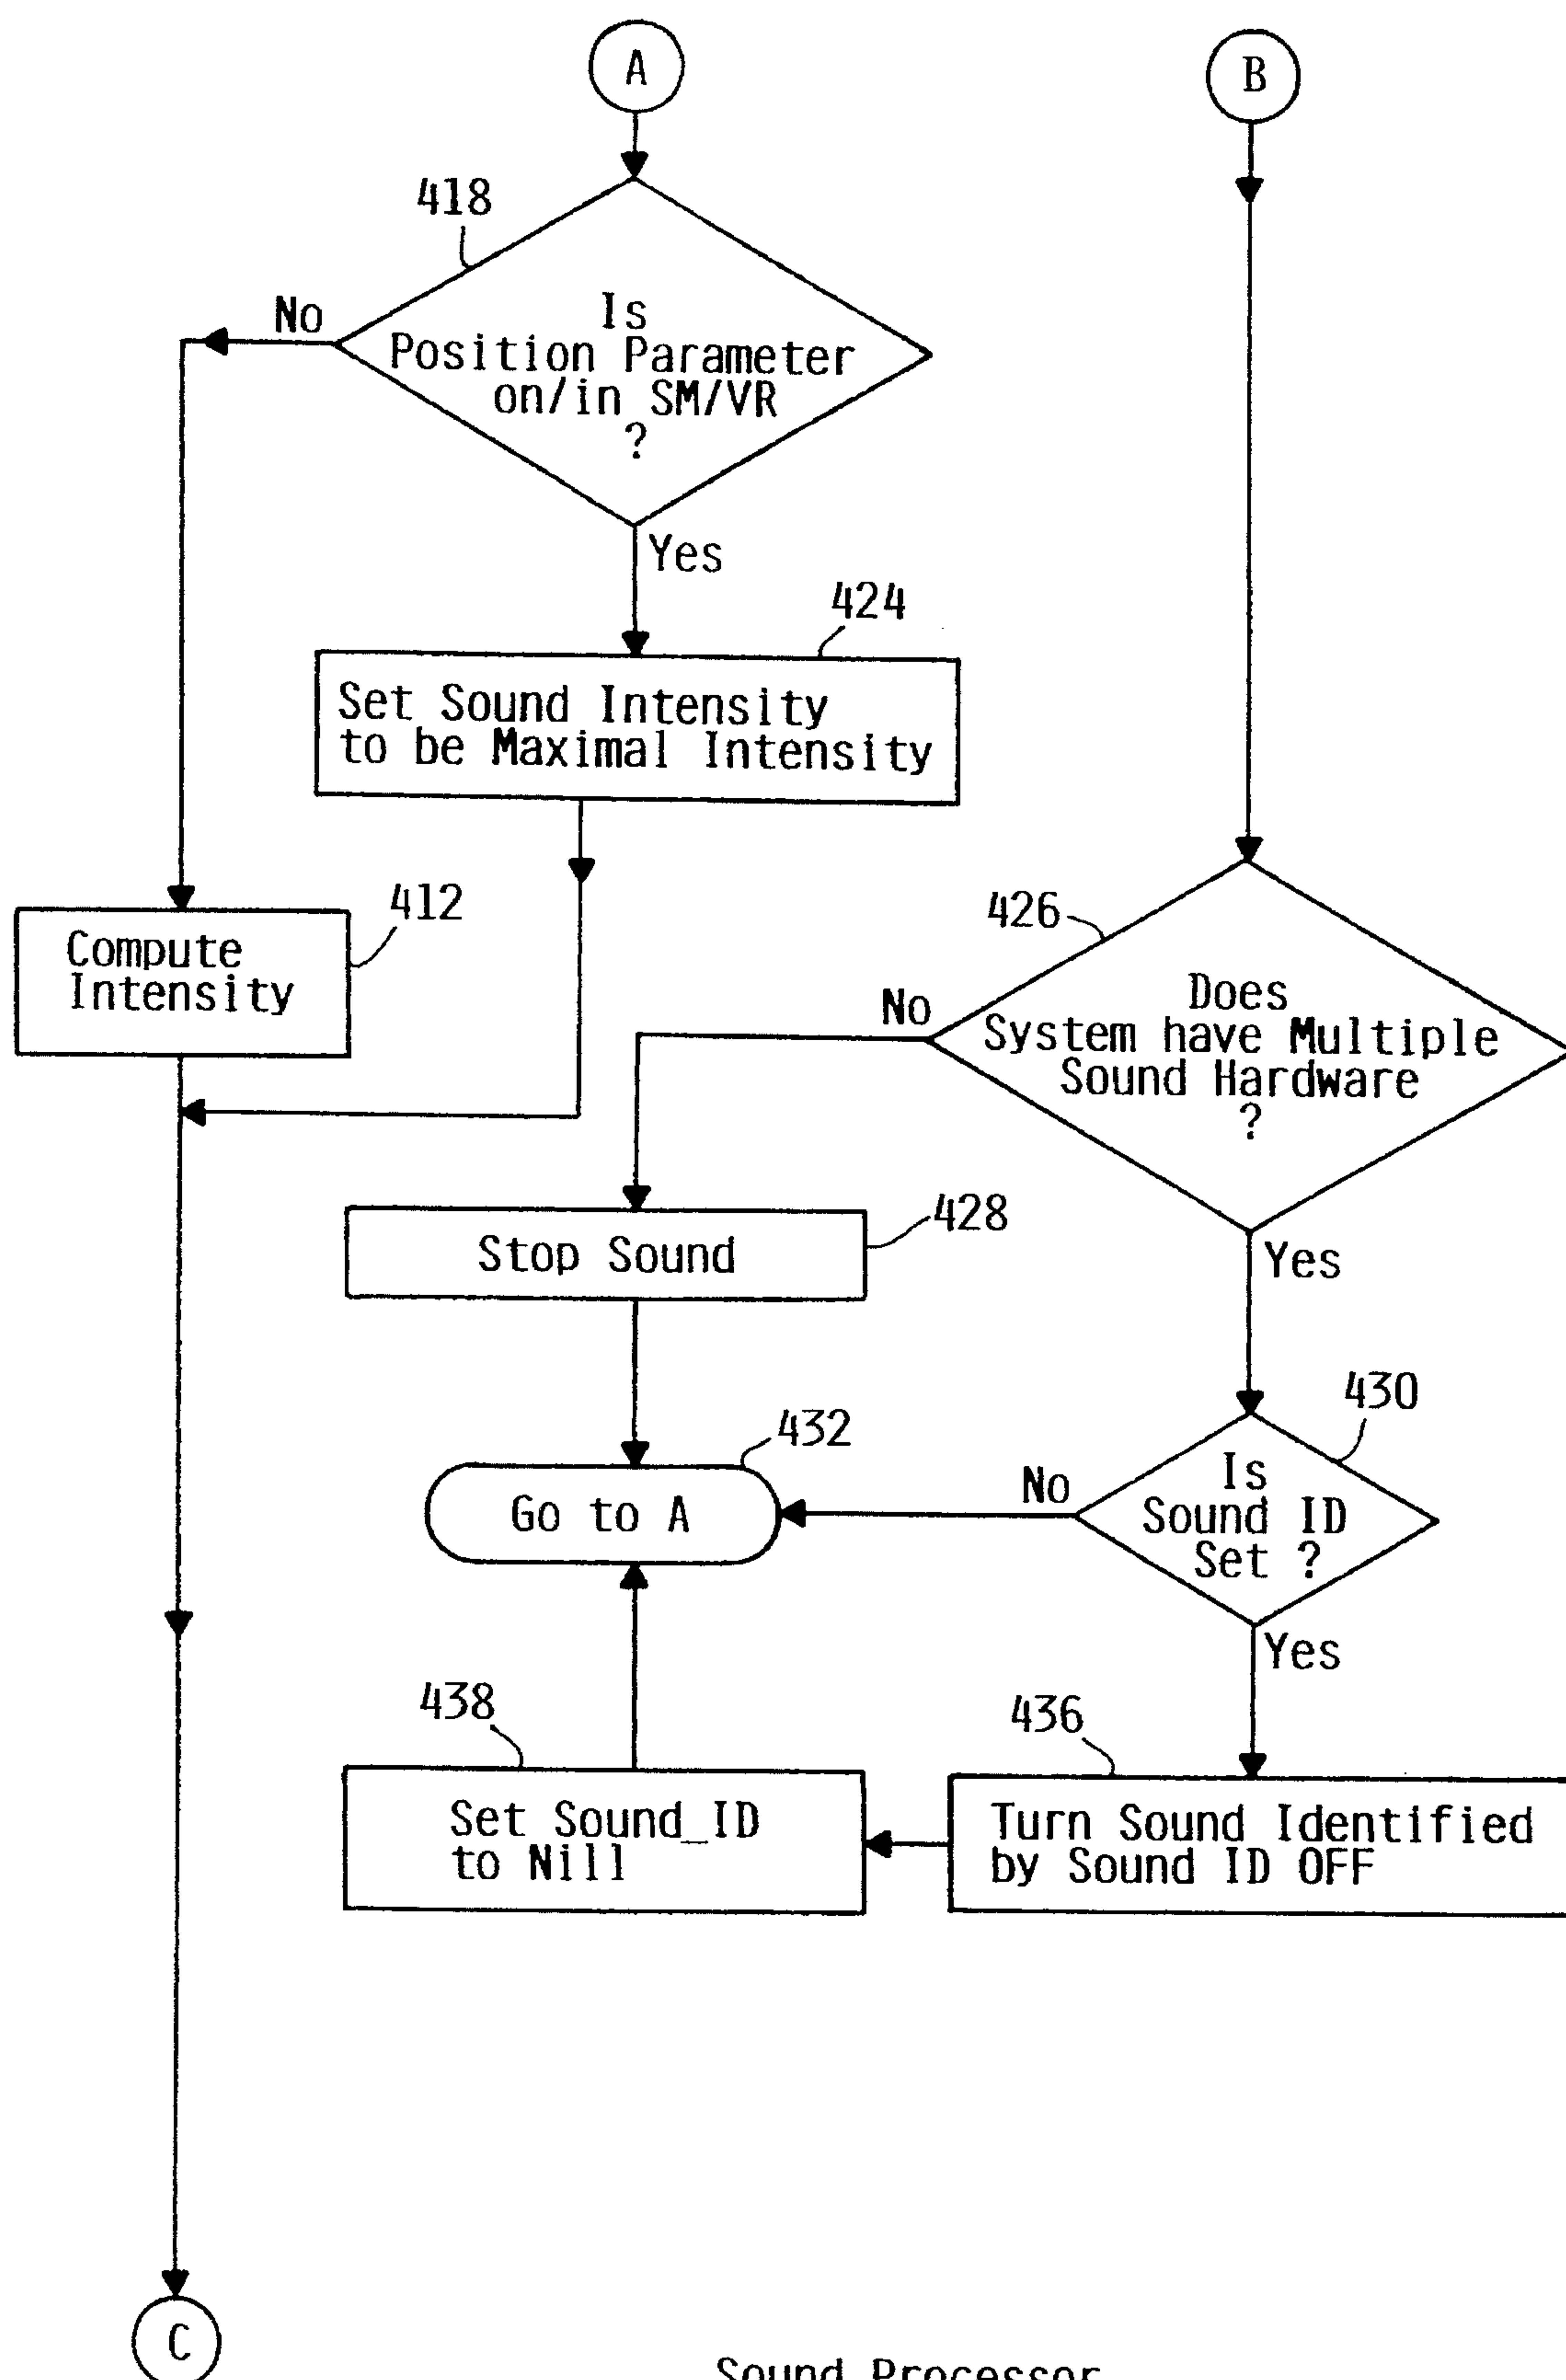 A
B
418
No
Is
Position Parameter
on/in SM/VR
?
Yes
424
Set Sound Intensity
to be Maximal Intensity
412
Compute
Intensity
426
No
Does
System have Multiple
Sound Hardware
?
Yes
428
Stop Sound
430
432
Go to A
No
Is
Sound ID
Set ?
Yes
438
436
Set Sound_ID
to Nill
Turn Sound Identified
by Sound ID OFF
C
Sound Processor